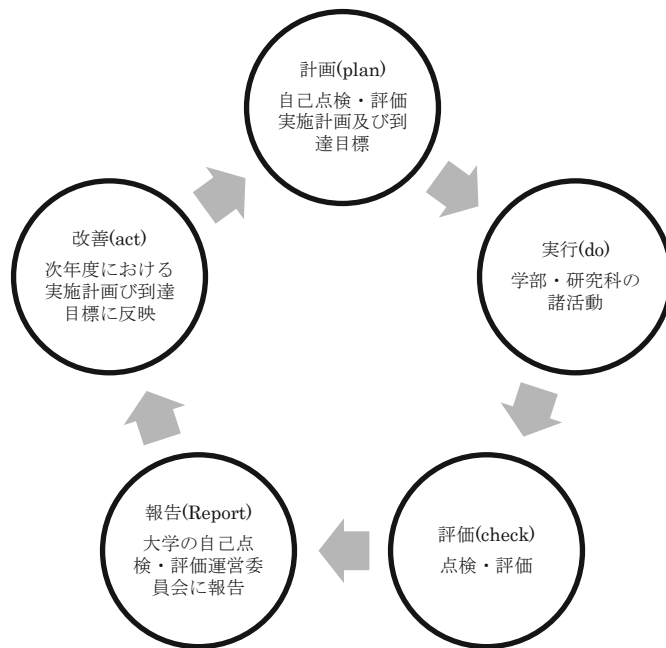 計画(plan)
自己点検・評価
実施計画及び到
達目標
実行(do)
学部・研究科の
諸活動
評価(check)
点検・評価
報告(Report)
大学の自己点
検・評価運営委
員会に報告
改善(act)
次年度における
実施計画び到達
目標に反映